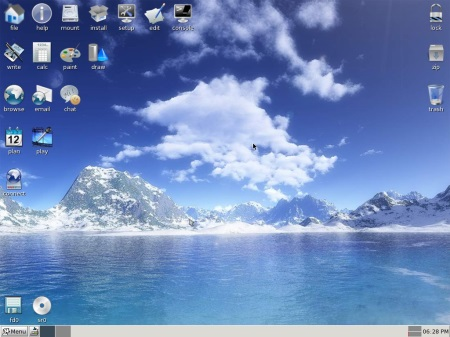 file help mount install setup edit console lock
write calc paint draw zip
browse email chat trash
12
plan play
connect
fd0 sr0
Menu 06:28 PM